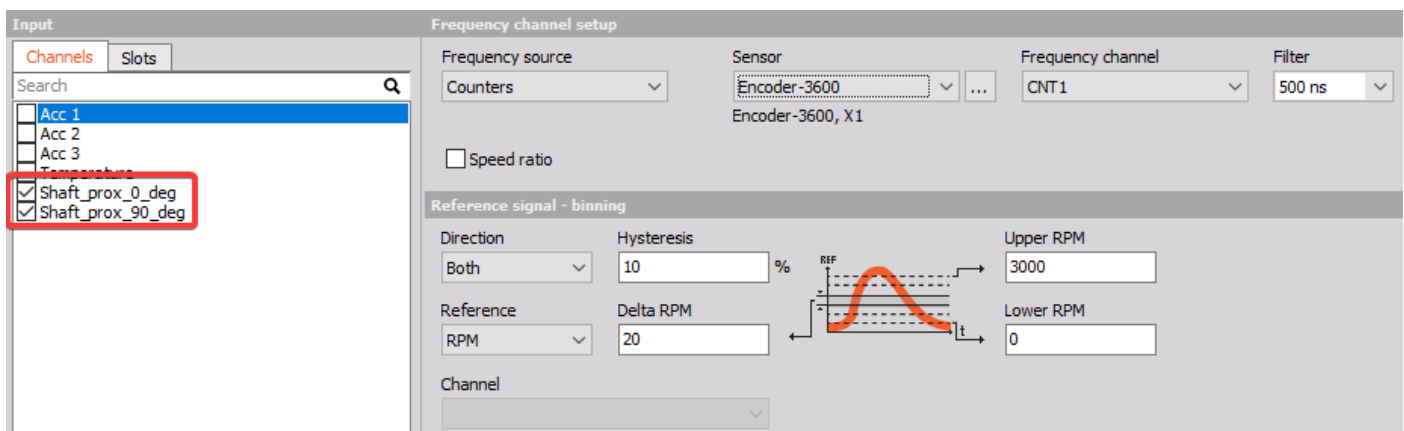 Input
Channels
Slots
Search
Acc 1
Acc 2
Acc 3
Temperature
Shaft_prox_0_deg
Shaft_prox_90_deg
Frequency channel setup
Frequency source
Sensor
Frequency channel
Filter
Counters
Encoder-3600
...
CNT1
500 ns
Encoder-3600, X1
Speed ratio
Reference signal - binning
Direction
Hysteresis
Upper RPM
Both
10
%
REF
3000
Reference
Delta RPM
Lower RPM
RPM
20
t
0
Channel